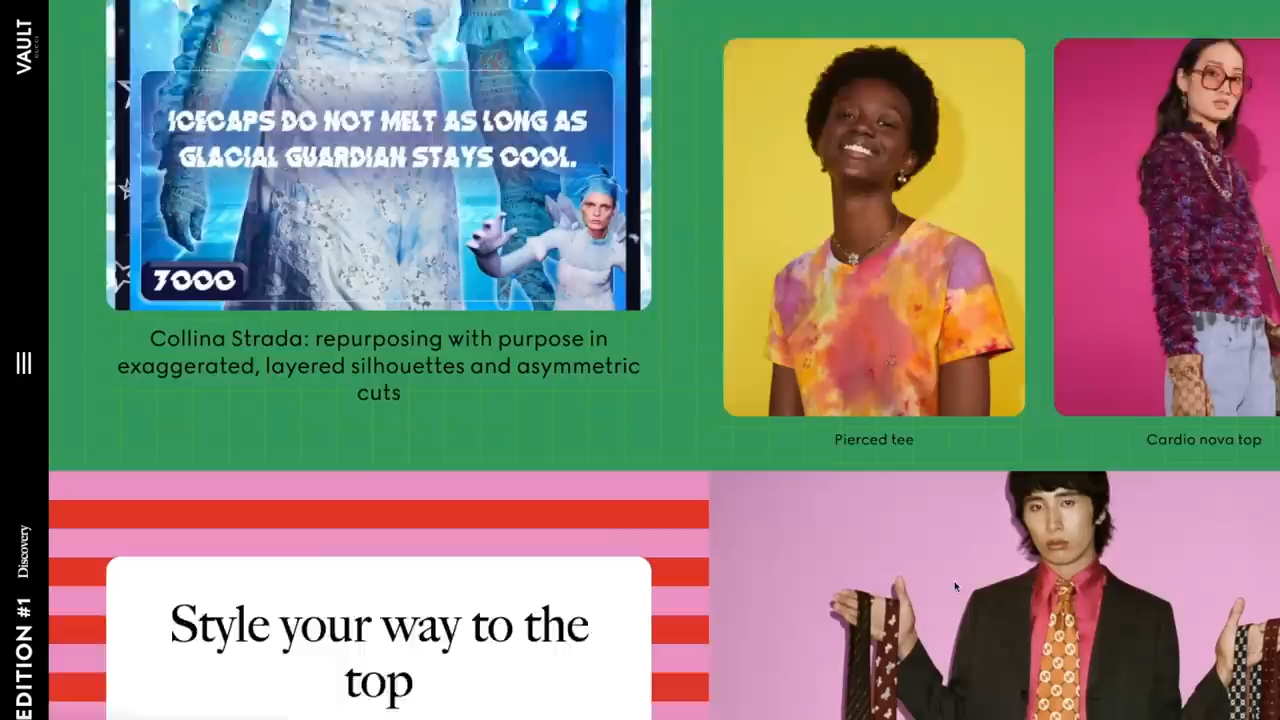 VAULT
GUCCI
Discovery
EDITION #1
ICECAPS DO NOT MELT AS LONG AS
GLACIAL GUARDIAN STAYS COOL.
7000
Collina Strada: repurposing with purpose in
exaggerated, layered silhouettes and asymmetric
cuts
Pierced tee
Cardio nova top
Style your way to the
top